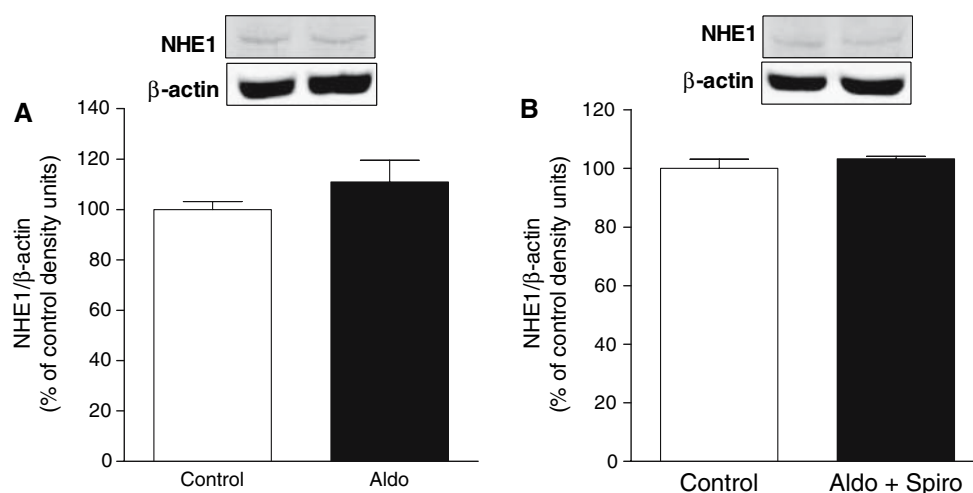 NHE1
β-actin
A
NHE1/β-actin
(% of control density units)
140
120
100
80
60
40
20
0
Control
Aldo
NHE1
β-actin
B
NHE1/β-actin
(% of control density units)
120
100
80
60
40
20
0
Control
Aldo + Spiro